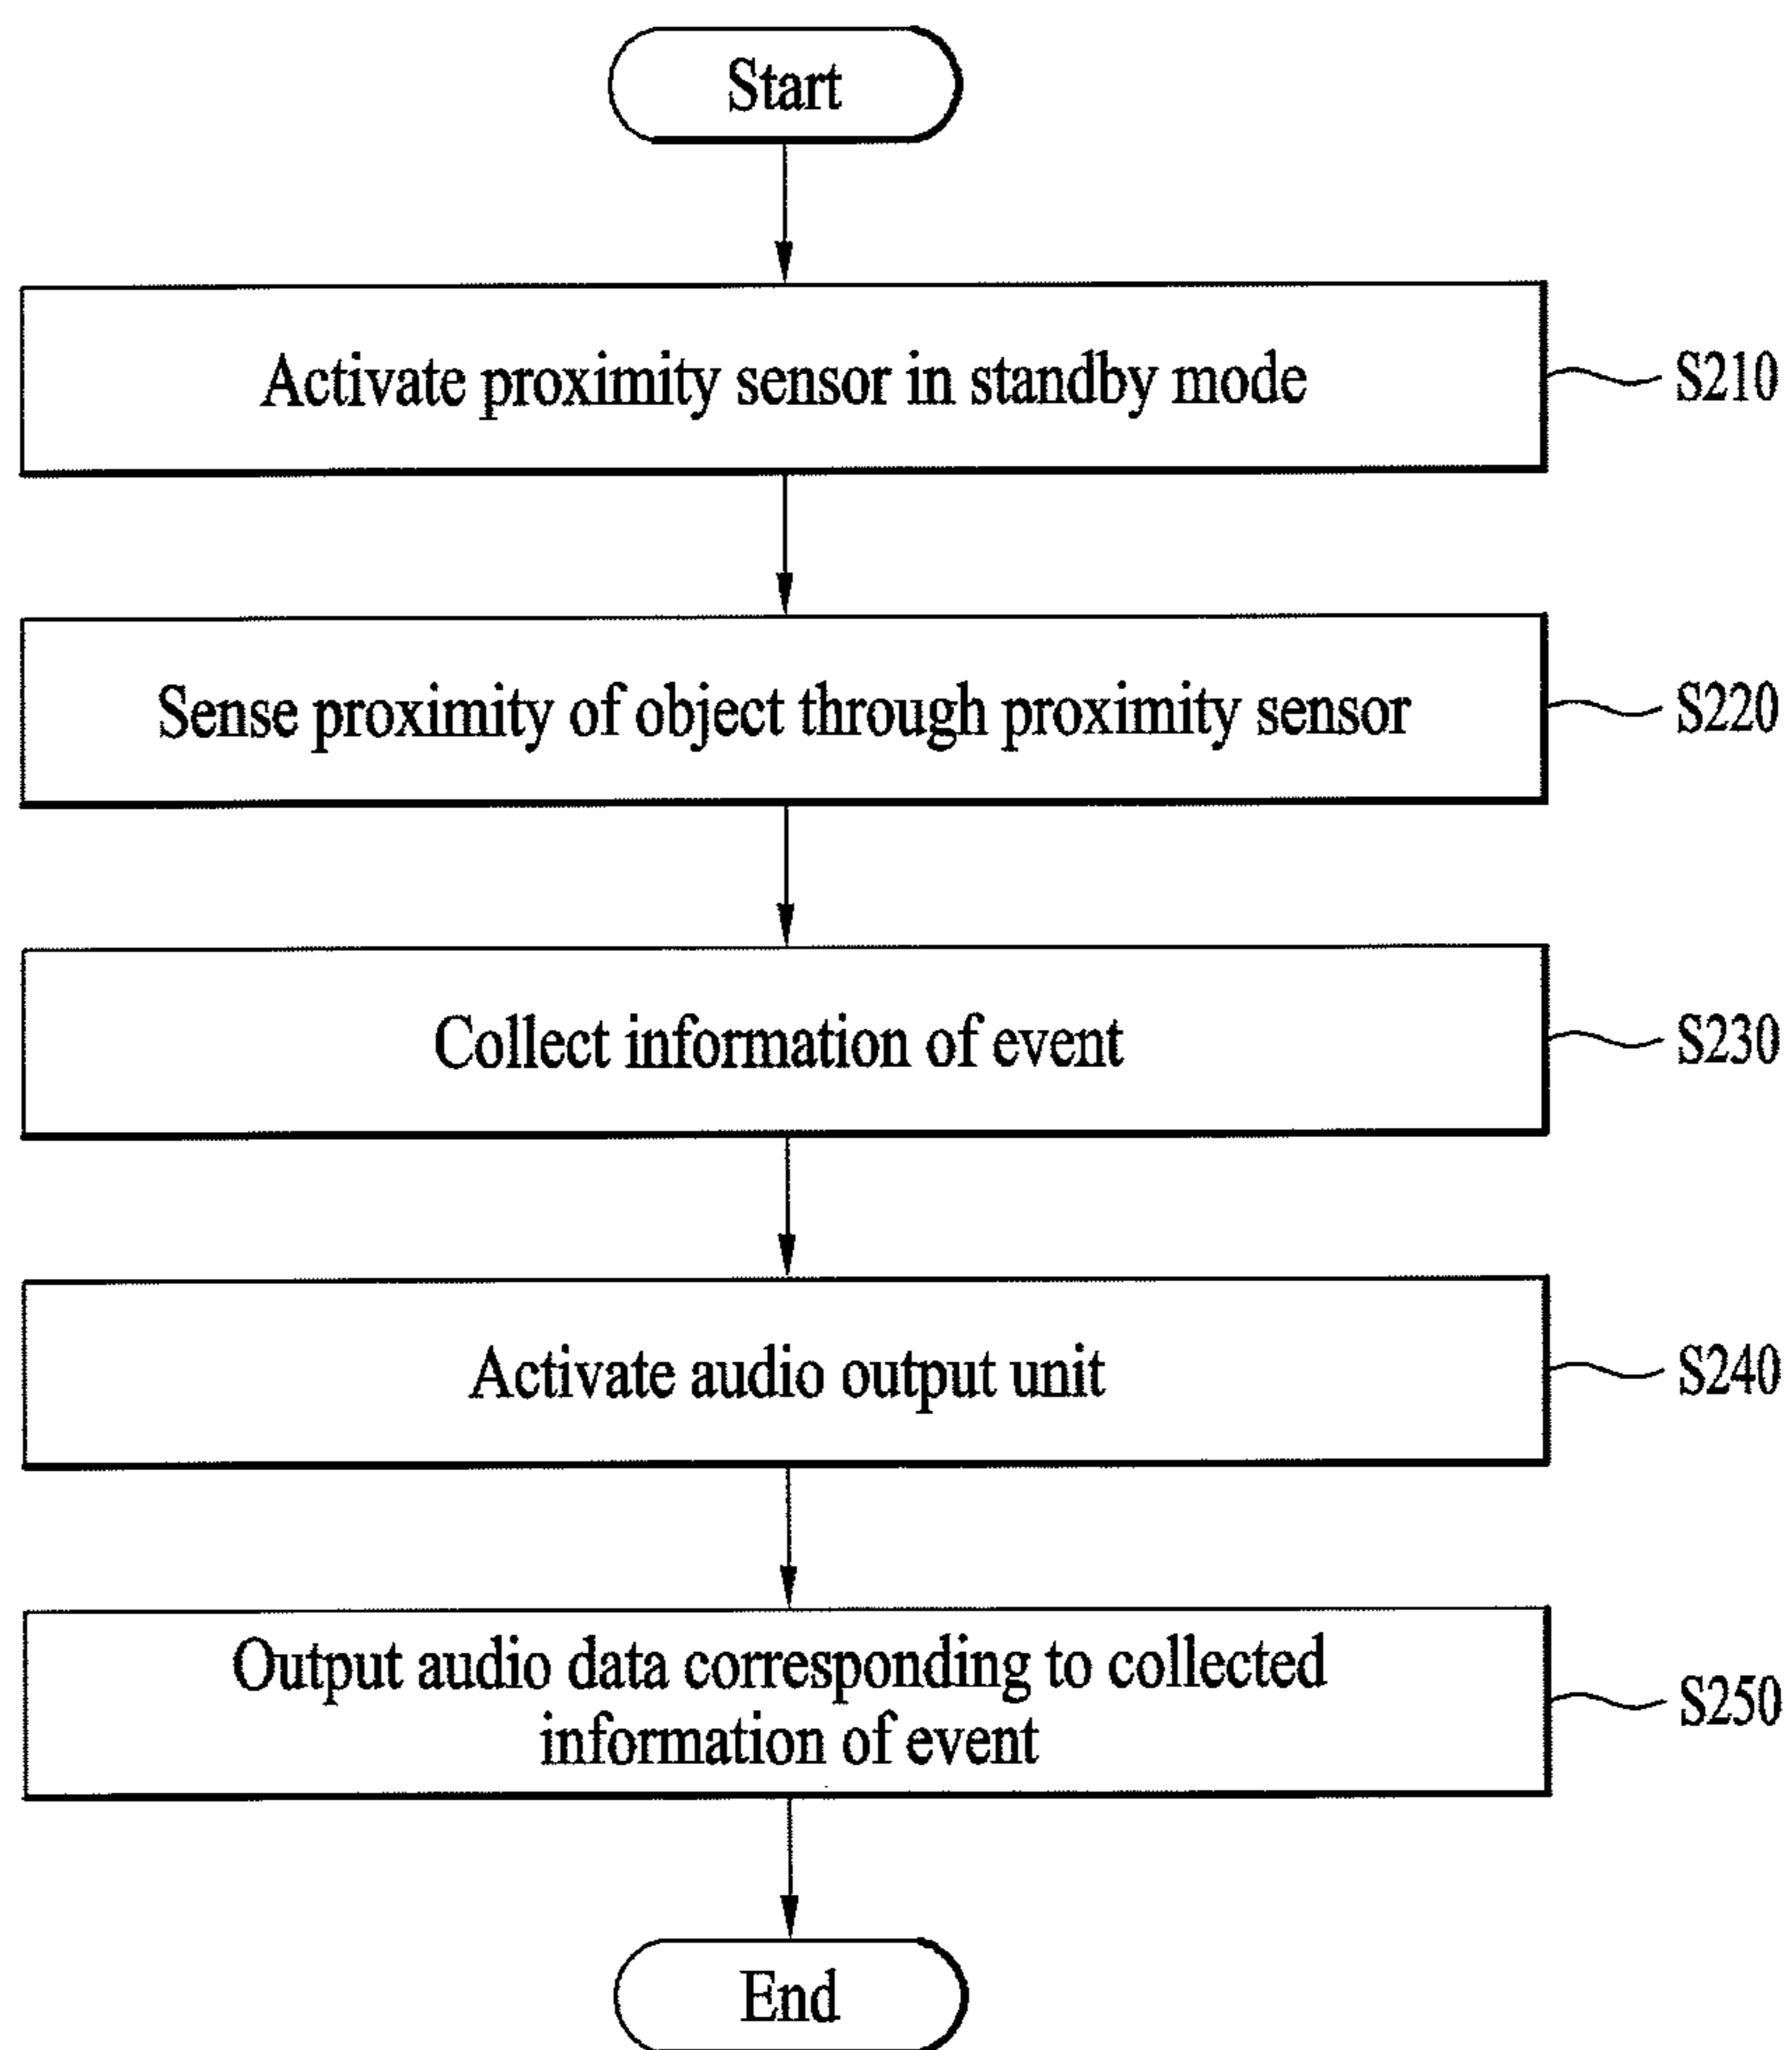 Start
Activate proximity sensor in standby mode
S210
Sense proximity of object through proximity sensor
S220
Collect information of event
S230
Activate audio output unit
S240
Output audio data corresponding to collected
information of event
S250
End